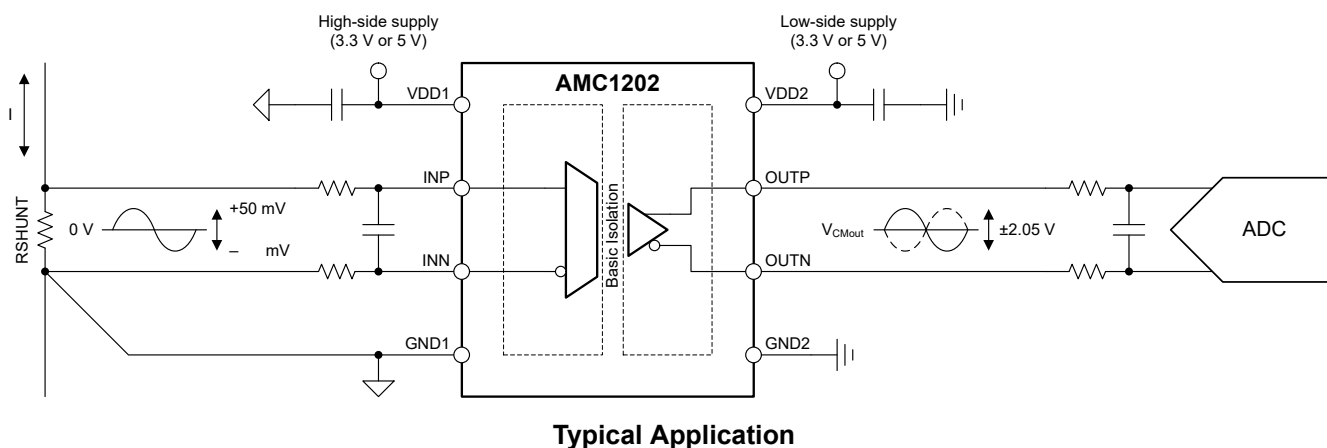 High-side supply
(3.3 V or 5 V)
Low-side supply
(3.3 V or 5 V)
AMC1202
VDD1
VDD2
I
INP
OUTP
RSHUNT
0 V
+50 mV
– mV
Basic Isolation
VCMout
±2.05 V
ADC
INN
OUTN
GND1
GND2
Typical Application